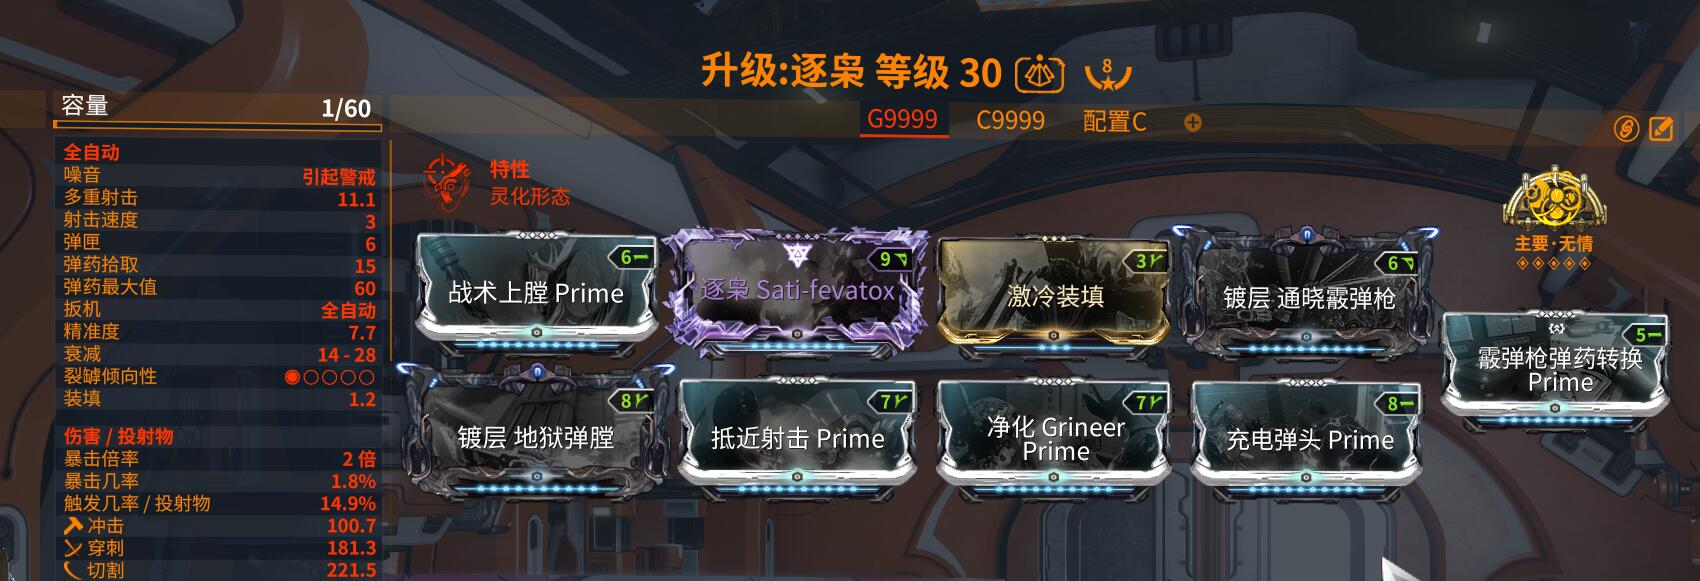 升级:逐枭 等级 30
8
G9999 C9999 配置C
容量 1/60
全自动
噪音 引起警戒
多重射击 11.1
射击速度 3
弹匣 6
弹药拾取 15
弹药最大值 60
扳机 全自动
精准度 7.7
衰减 14 - 28
裂罅倾向性
装填 1.2
伤害 / 投射物
暴击倍率 2 倍
暴击几率 1.8%
触发几率 / 投射物 14.9%
冲击 100.7
穿刺 181.3
切割 221.5
特性
灵化形态
主要·无情
6
战术上膛 Prime
9
逐枭 Sati-fevatox
3
激冷装填
6
镀层 通晓霰弹枪
5
霰弹枪弹药转换
Prime
8
镀层 地狱弹膛
7
抵近射击 Prime
7
净化 Grineer
Prime
8
充电弹头 Prime